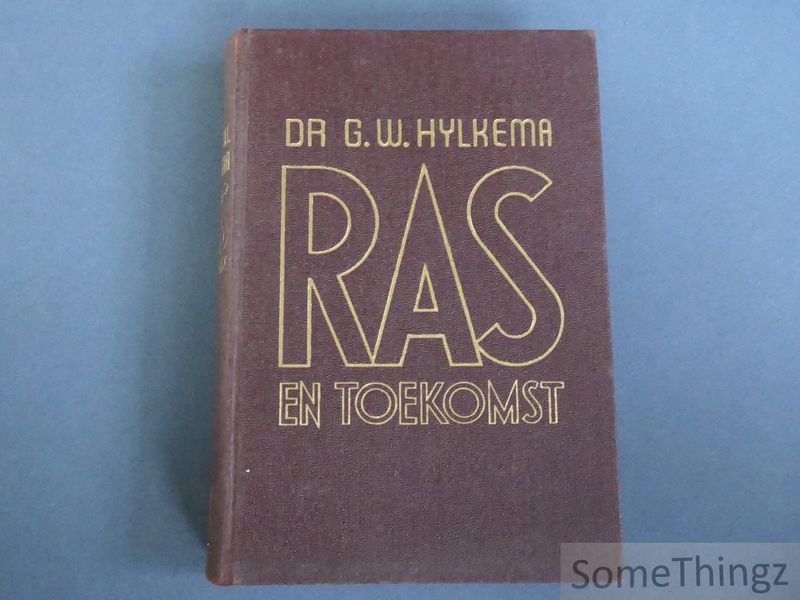 DR G.W. HYLKEMA
RAS
EN TOEKOMST
SomeThingz